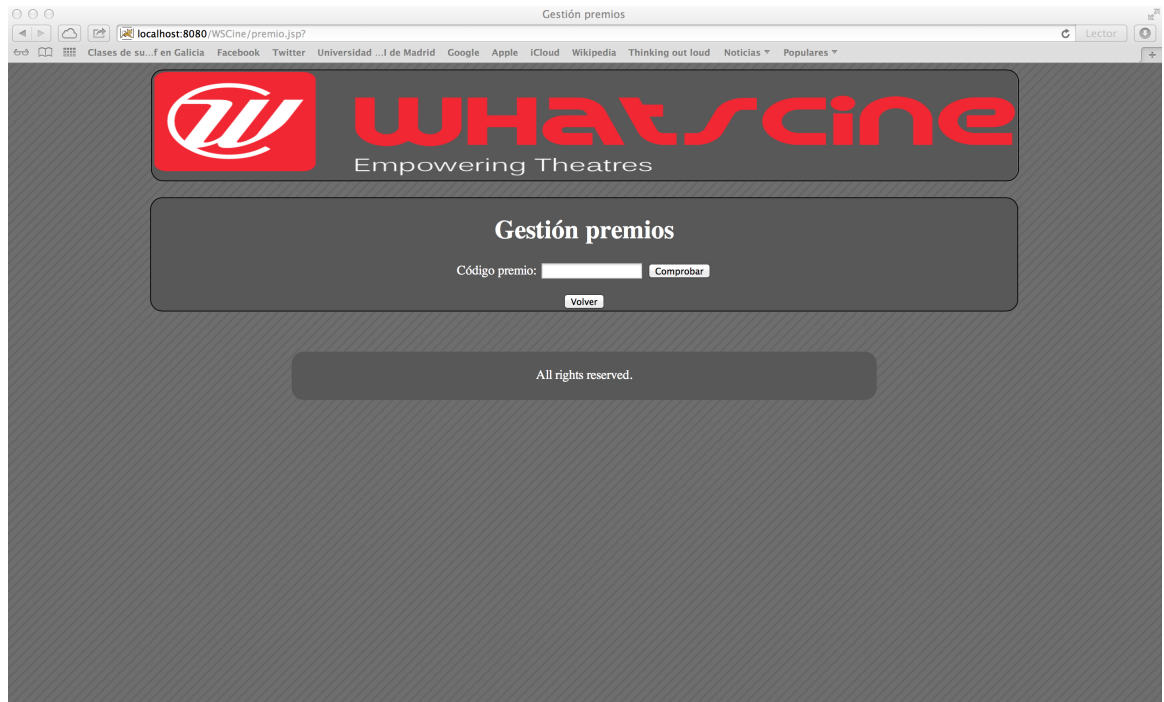 Gestión premios
localhost:8080/WSCine/premio.jsp?
Lector
Clases de su...f en Galicia Facebook Twitter Universidad ...l de Madrid Google Apple iCloud Wikipedia Thinking out loud Noticias Populares
W
whatscine
Empowering Theatres
Gestión premios
Código premio: Comprobar
Volver
All rights reserved.